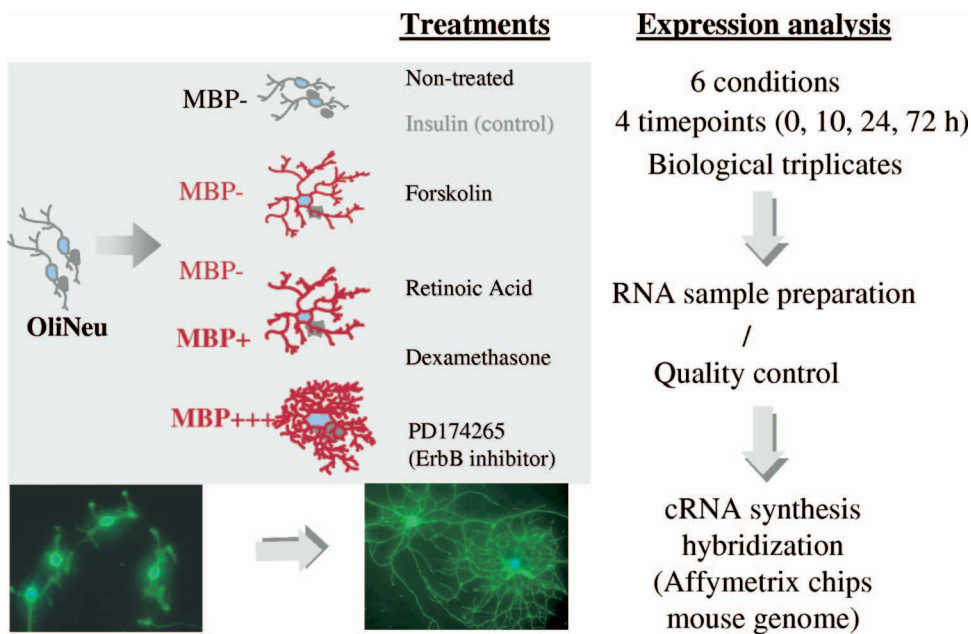 Treatments
Expression analysis
MBP-
Non-treated
Insulin (control)
MBP-
Forskolin
MBP-
Retinoic Acid
MBP+
Dexamethasone
MBP+++
PD174265
(ErbB inhibitor)
OliNeu
6 conditions
4 timepoints (0, 10, 24, 72 h)
Biological triplicates
RNA sample preparation
/
Quality control
cRNA synthesis
hybridization
(Affymetrix chips
mouse genome)